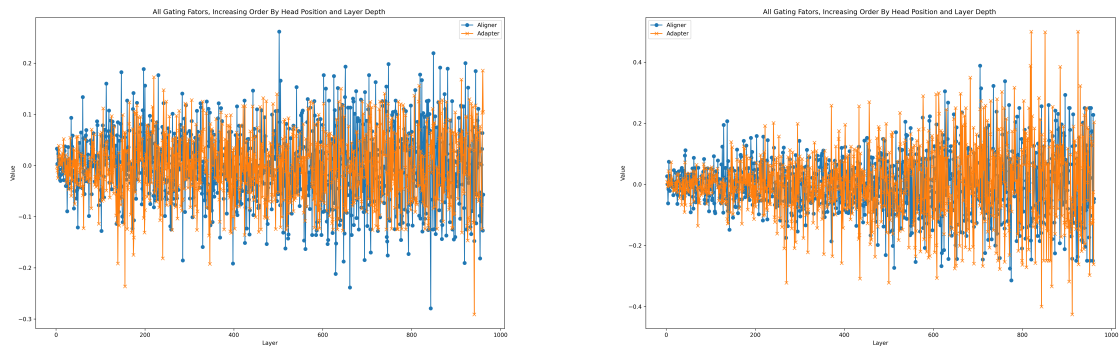 All Gating Fators, Increasing Order By Head Position and Layer Depth
Aligner
Adapter
Value
0.2
0.1
0.0
−0.1
−0.2
−0.3
0
200
400
600
800
1000
Layer
All Gating Fators, Increasing Order By Head Position and Layer Depth
Aligner
Adapter
Value
0.4
0.2
0.0
−0.2
−0.4
0
200
400
600
800
1000
Layer